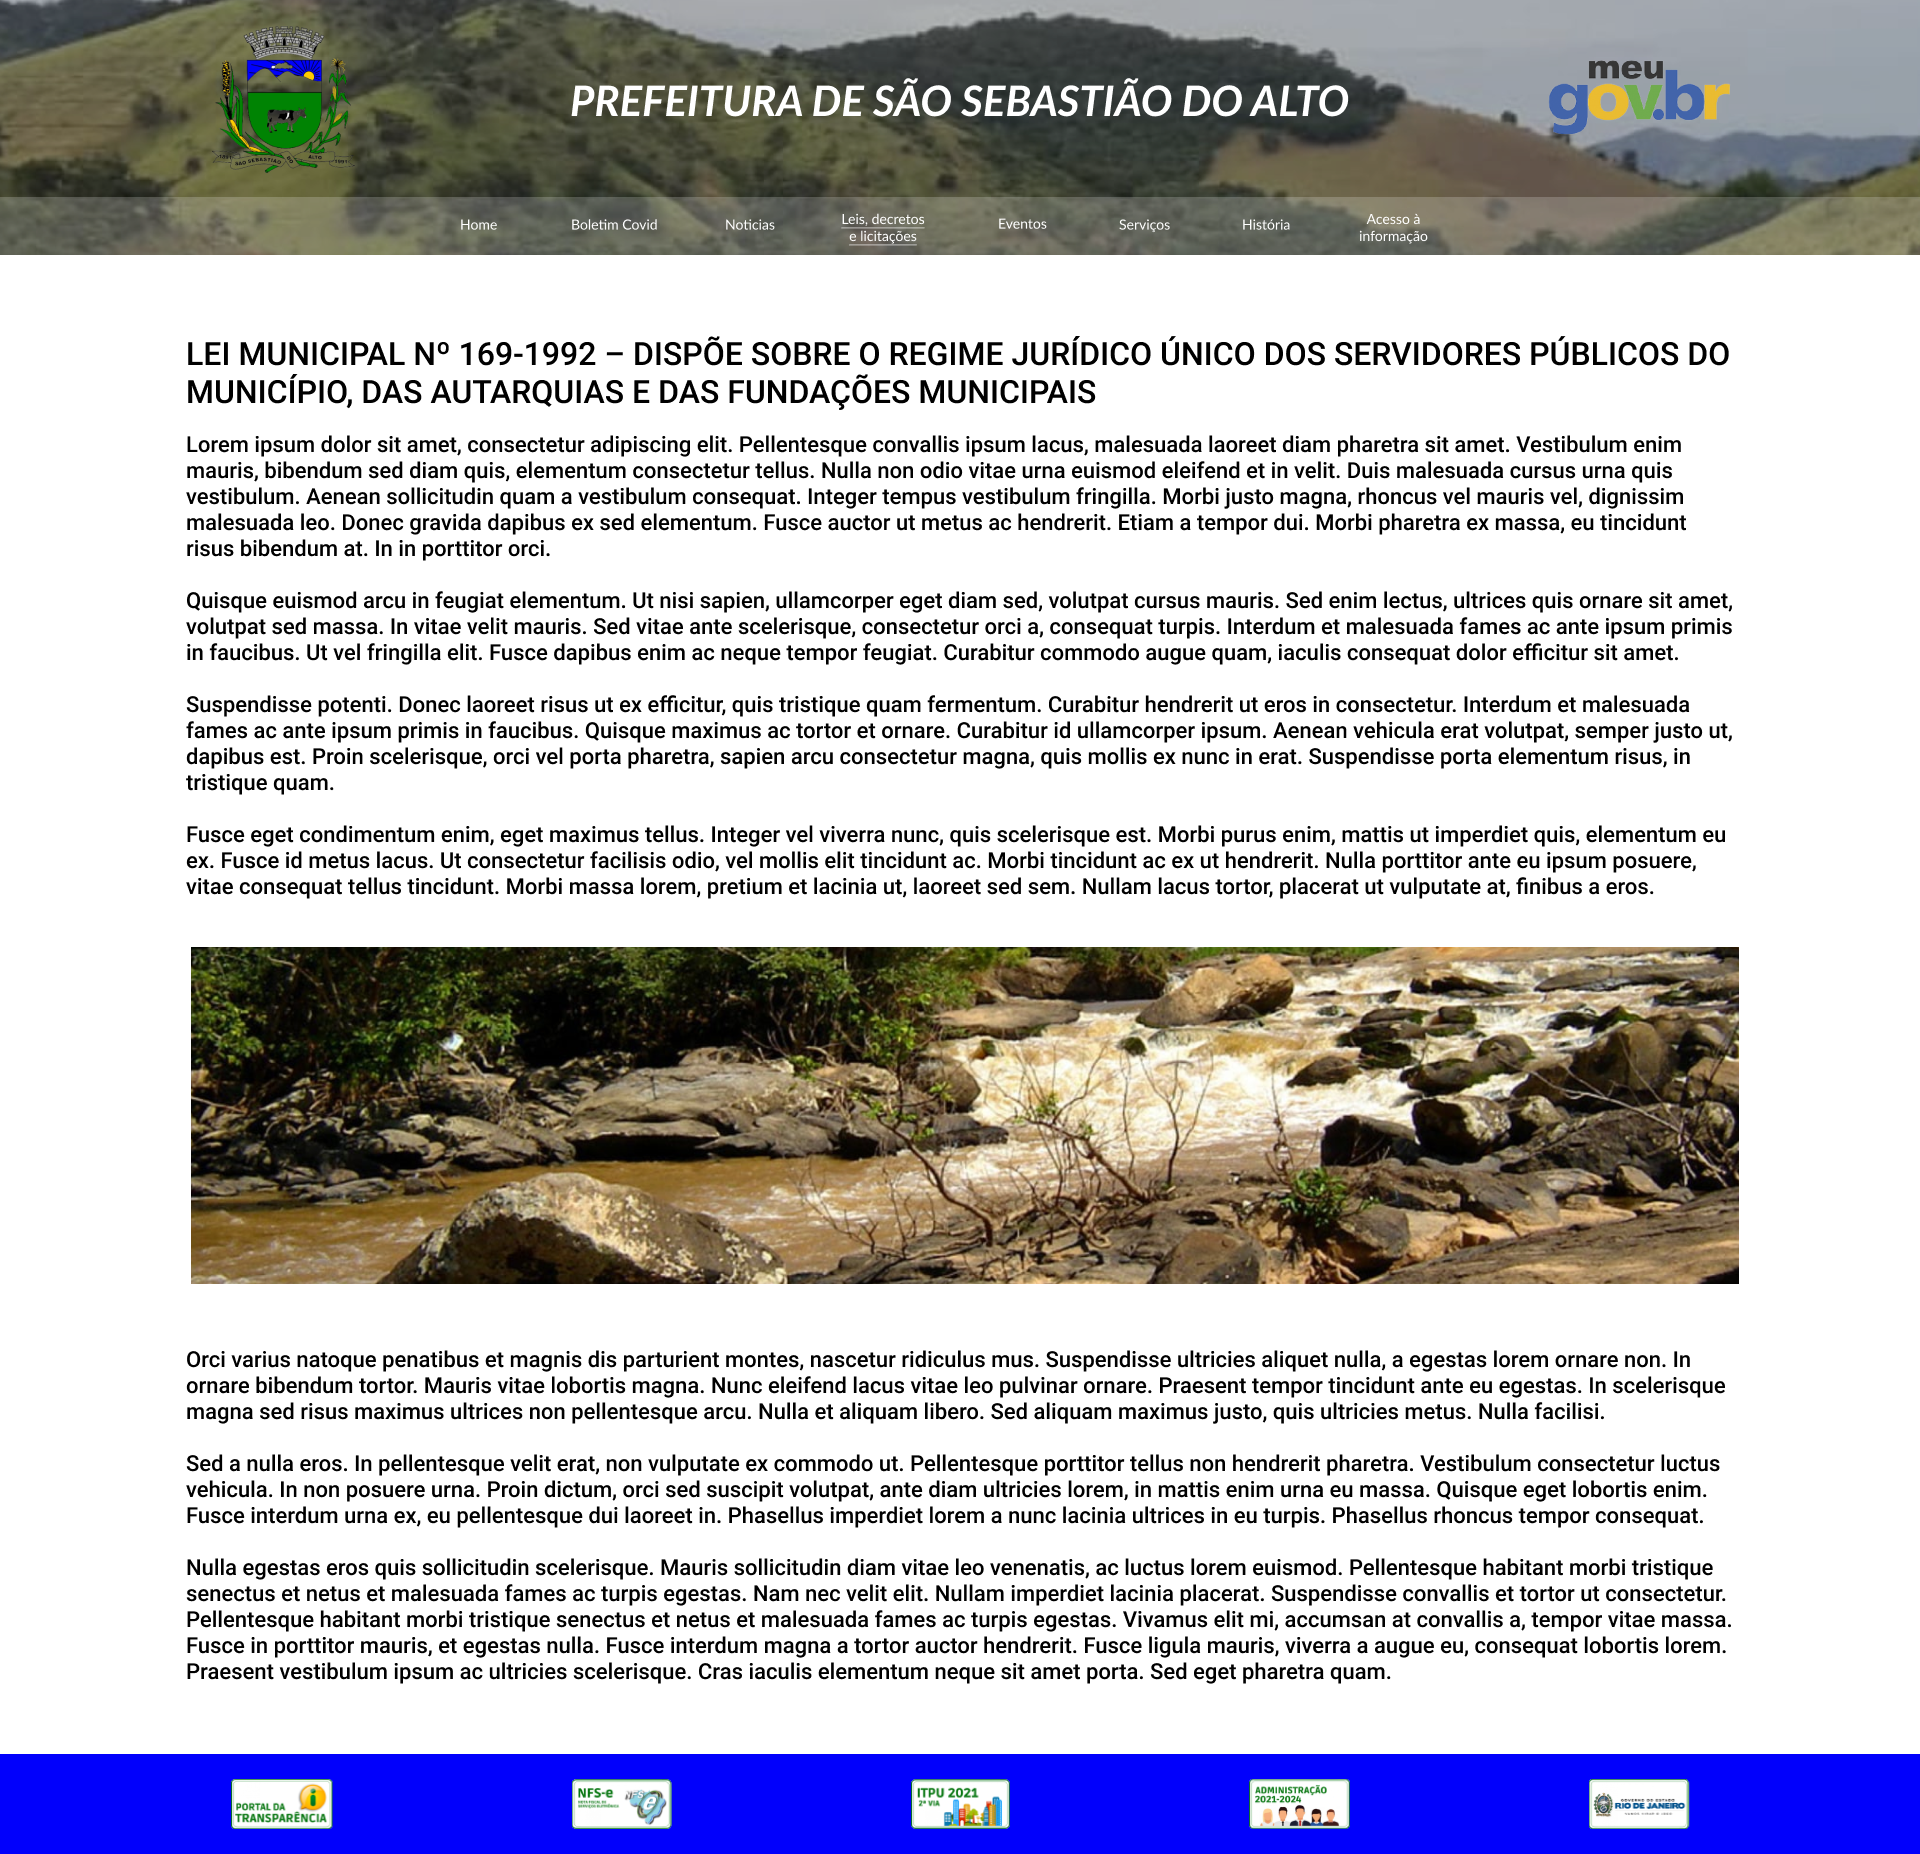 PREFEITURA DE SÃO SEBASTIÃO DO ALTO
meu
gov.br
SÃO SEBASTIÃO DO ALTO
Home
Boletim Covid
Noticias
Leis, decretos
e licitações
Eventos
Serviços
História
Acesso à
informação
LEI MUNICIPAL Nº 169-1992 – DISPÕE SOBRE O REGIME JURÍDICO ÚNICO DOS SERVIDORES PÚBLICOS DO
MUNICÍPIO, DAS AUTARQUIAS E DAS FUNDAÇÕES MUNICIPAIS
Lorem ipsum dolor sit amet, consectetur adipiscing elit. Pellentesque convallis ipsum lacus, malesuada laoreet diam pharetra sit amet. Vestibulum enim
mauris, bibendum sed diam quis, elementum consectetur tellus. Nulla non odio vitae urna euismod eleifend et in velit. Duis malesuada cursus urna quis
vestibulum. Aenean sollicitudin quam a vestibulum consequat. Integer tempus vestibulum fringilla. Morbi justo magna, rhoncus vel mauris vel, dignissim
malesuada leo. Donec gravida dapibus ex sed elementum. Fusce auctor ut metus ac hendrerit. Etiam a tempor dui. Morbi pharetra ex massa, eu tincidunt
risus bibendum at. In in porttitor orci.
Quisque euismod arcu in feugiat elementum. Ut nisi sapien, ullamcorper eget diam sed, volutpat cursus mauris. Sed enim lectus, ultrices quis ornare sit amet,
volutpat sed massa. In vitae velit mauris. Sed vitae ante scelerisque, consectetur orci a, consequat turpis. Interdum et malesuada fames ac ante ipsum primis
in faucibus. Ut vel fringilla elit. Fusce dapibus enim ac neque tempor feugiat. Curabitur commodo augue quam, iaculis consequat dolor efficitur sit amet.
Suspendisse potenti. Donec laoreet risus ut ex efficitur, quis tristique quam fermentum. Curabitur hendrerit ut eros in consectetur. Interdum et malesuada
fames ac ante ipsum primis in faucibus. Quisque maximus ac tortor et ornare. Curabitur id ullamcorper ipsum. Aenean vehicula erat volutpat, semper justo ut,
dapibus est. Proin scelerisque, orci vel porta pharetra, sapien arcu consectetur magna, quis mollis ex nunc in erat. Suspendisse porta elementum risus, in
tristique quam.
Fusce eget condimentum enim, eget maximus tellus. Integer vel viverra nunc, quis scelerisque est. Morbi purus enim, mattis ut imperdiet quis, elementum eu
ex. Fusce id metus lacus. Ut consectetur facilisis odio, vel mollis elit tincidunt ac. Morbi tincidunt ac ex ut hendrerit. Nulla porttitor ante eu ipsum posuere,
vitae consequat tellus tincidunt. Morbi massa lorem, pretium et lacinia ut, laoreet sed sem. Nullam lacus tortor, placerat ut vulputate at, finibus a eros.
Orci varius natoque penatibus et magnis dis parturient montes, nascetur ridiculus mus. Suspendisse ultricies aliquet nulla, a egestas lorem ornare non. In
ornare bibendum tortor. Mauris vitae lobortis magna. Nunc eleifend lacus vitae leo pulvinar ornare. Praesent tempor tincidunt ante eu egestas. In scelerisque
magna sed risus maximus ultrices non pellentesque arcu. Nulla et aliquam libero. Sed aliquam maximus justo, quis ultricies metus. Nulla facilisi.
Sed a nulla eros. In pellentesque velit erat, non vulputate ex commodo ut. Pellentesque porttitor tellus non hendrerit pharetra. Vestibulum consectetur luctus
vehicula. In non posuere urna. Proin dictum, orci sed suscipit volutpat, ante diam ultricies lorem, in mattis enim urna eu massa. Quisque eget lobortis enim.
Fusce interdum urna ex, eu pellentesque dui laoreet in. Phasellus imperdiet lorem a nunc lacinia ultrices in eu turpis. Phasellus rhoncus tempor consequat.
Nulla egestas eros quis sollicitudin scelerisque. Mauris sollicitudin diam vitae leo venenatis, ac luctus lorem euismod. Pellentesque habitant morbi tristique
senectus et netus et malesuada fames ac turpis egestas. Nam nec velit elit. Nullam imperdiet lacinia placerat. Suspendisse convallis et tortor ut consectetur.
Pellentesque habitant morbi tristique senectus et netus et malesuada fames ac turpis egestas. Vivamus elit mi, accumsan at convallis a, tempor vitae massa.
Fusce in porttitor mauris, et egestas nulla. Fusce interdum magna a tortor auctor hendrerit. Fusce ligula mauris, viverra a augue eu, consequat lobortis lorem.
Praesent vestibulum ipsum ac ultricies scelerisque. Cras iaculis elementum neque sit amet porta. Sed eget pharetra quam.
PORTAL DA
TRANSPARÊNCIA
NFS-e
NFS
e
ITPU 2021
2ª VIA
ADMINISTRAÇÃO
2021-2024
GOVERNO DO ESTADO
RIO DE JANEIRO